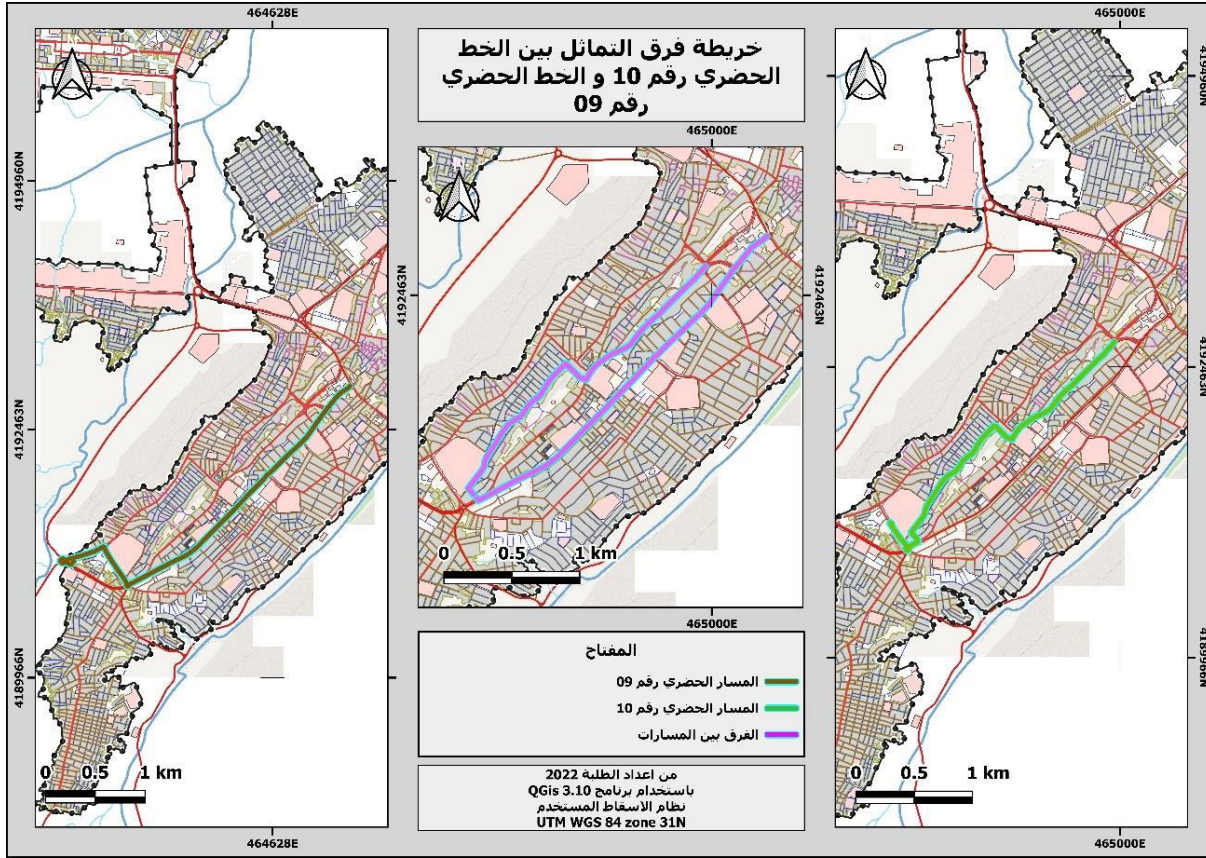 464628E
465000E
خريطة فرق التماثل بين الخط
الحضري رقم 10 و الخط الحضري
رقم 09
465000E
4194960N
4194960N
4192463N
4192463N
4192463N
4192463N
0 0.5 1 km
465000E
المفتاح
المسار الحضري رقم 09
المسار الحضري رقم 10
الفرق بين المسارات
4189966N
4189966N
0 0.5 1 km
0 0.5 1 km
من اعداد الطلبة 2022
باستخدام برنامج QGis 3.10
نظام الاسقاط المستخدم
UTM WGS 84 zone 31N
464628E
465000E